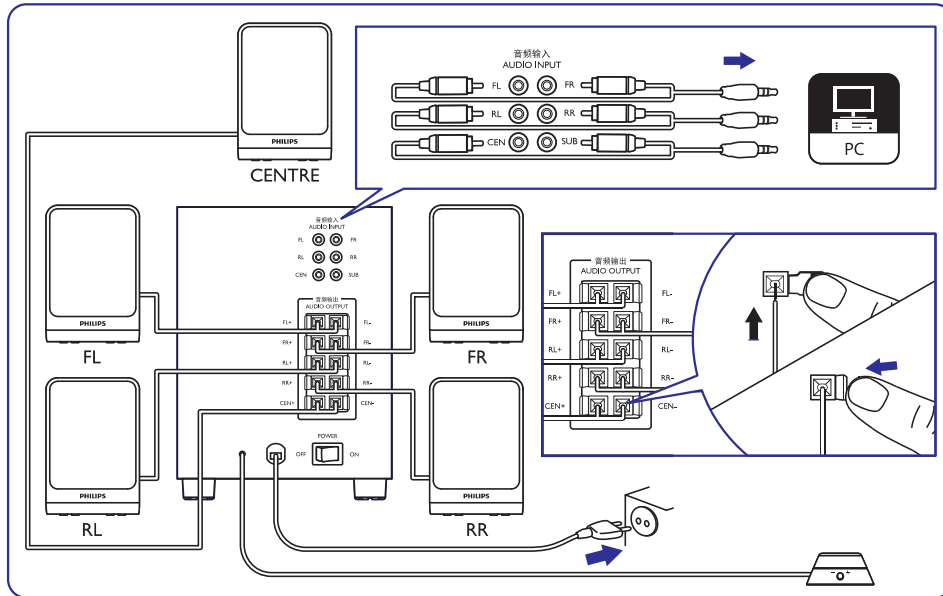 PHILIPS
CENTRE
音频输入
AUDIO INPUT
FL FR
RL RR
CEN SUB
PC
PHILIPS
FL
音频输入
AUDIO INPUT
FL FR
RL RR
CEN SUB
音频输出
AUDIO OUTPUT
FL+ FL-
FR+ FR-
RL+ RL-
RR+ RR-
CEN+ CEN-
POWER
OFF ON
PHILIPS
FR
音频输出
AUDIO OUTPUT
FL+ FL-
FR+ FR-
RL+ RL-
RR+ RR-
CEN+ CEN-
PHILIPS
RL
PHILIPS
RR
- +